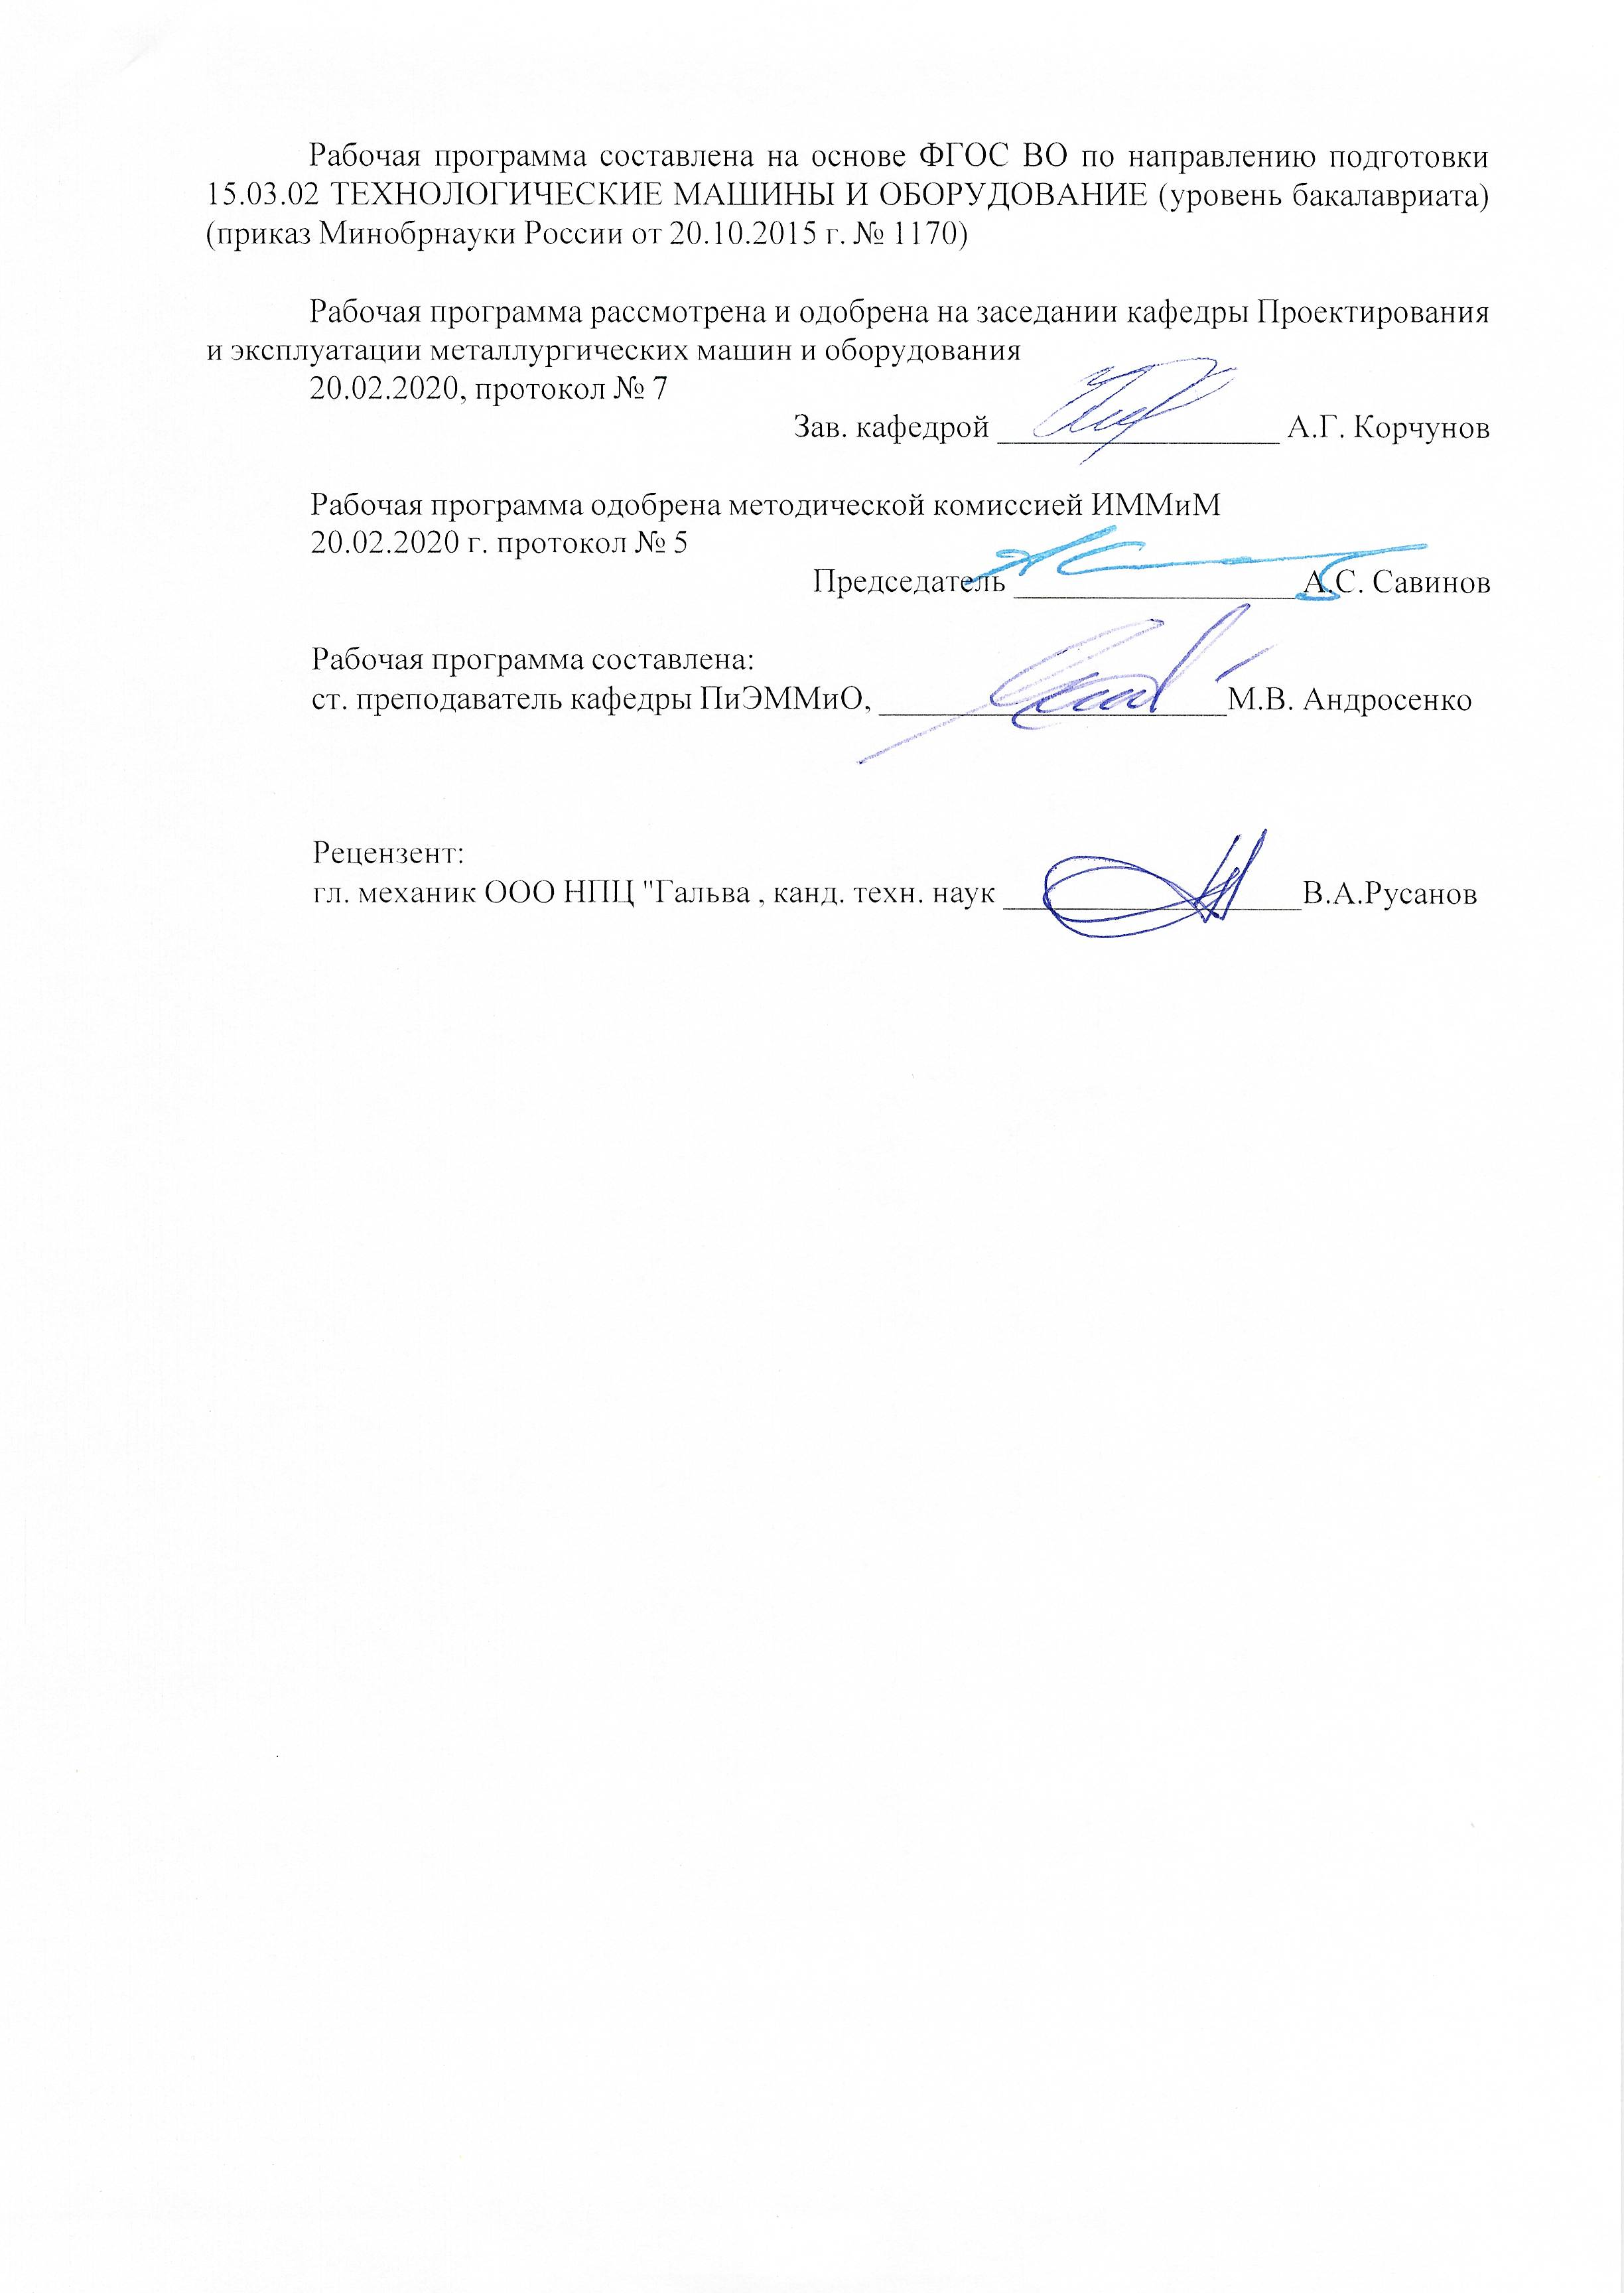 Рабочая программа составлена на основе ФГОС ВО по направлению подготовки
15.03.02 ТЕХНОЛОГИЧЕСКИЕ МАШИНЫ И ОБОРУДОВАНИЕ (уровень бакалавриата)
(приказ Минобрнауки России от 20.10.2015 г. № 1170)
Рабочая программа рассмотрена и одобрена на заседании кафедры Проектирования
и эксплуатации металлургических машин и оборудования
20.02.2020, протокол № 7
Зав. кафедрой _________________ А.Г. Корчунов
Рабочая программа одобрена методической комиссией ИММиМ
20.02.2020 г. протокол № 5
Председатель _________________ А.С. Савинов
Рабочая программа составлена:
ст. преподаватель кафедры ПиЭММиО, _____________________М.В. Андросенко
Рецензент:
гл. механик ООО НПЦ "Гальва , канд. техн. наук __________________В.А.Русанов